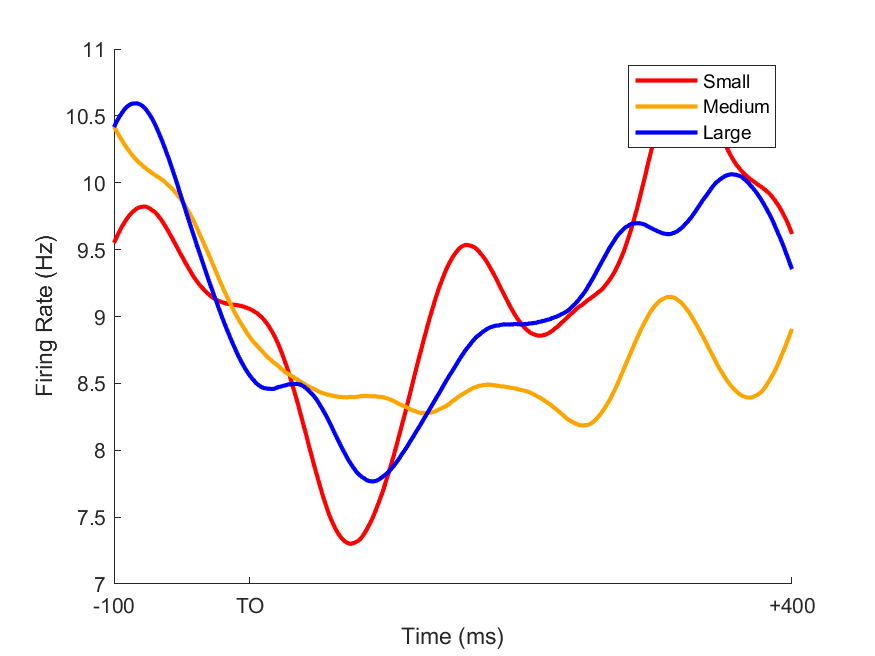 11
10.5
10
9.5
9
8.5
8
7.5
7
-100
TO
+400
Time (ms)
Firing Rate (Hz)
Small
Medium
Large